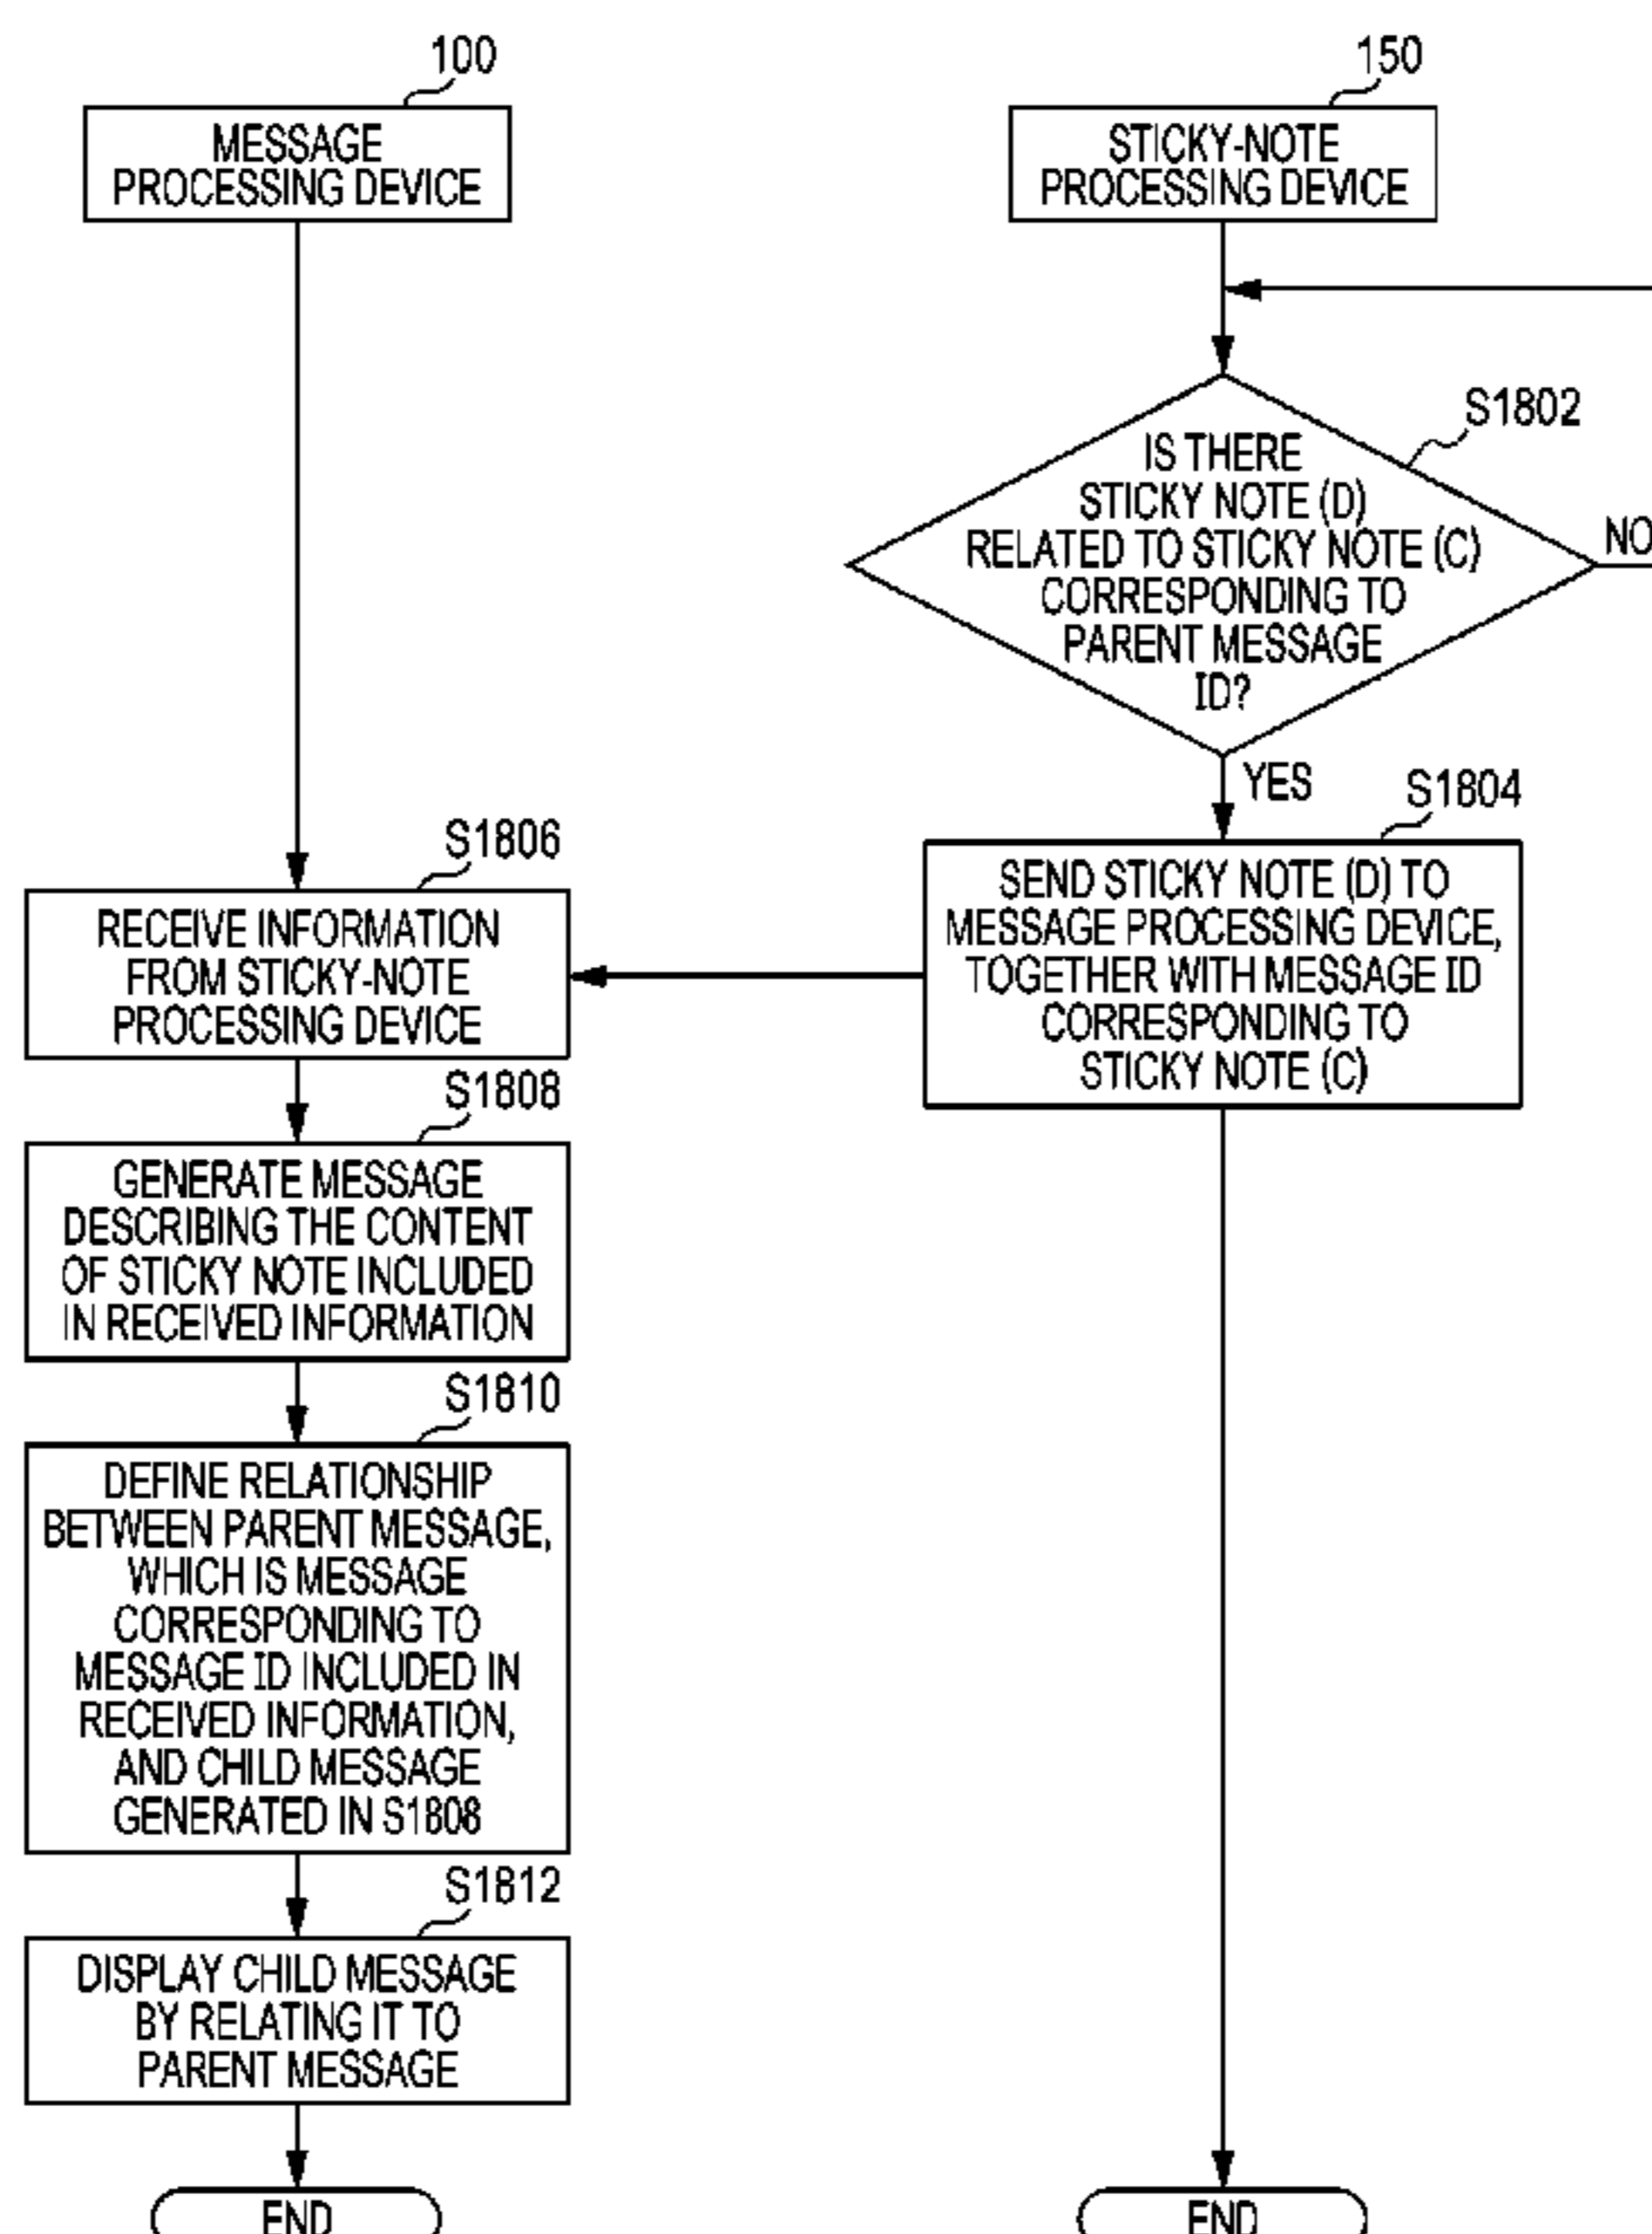 100
MESSAGE
PROCESSING DEVICE
150
STICKY-NOTE
PROCESSING DEVICE
S1802
IS THERE
STICKY NOTE (D)
RELATED TO STICKY NOTE (C)
CORRESPONDING TO
PARENT MESSAGE
ID?
NO
YES
S1804
SEND STICKY NOTE (D) TO
MESSAGE PROCESSING DEVICE,
TOGETHER WITH MESSAGE ID
CORRESPONDING TO
STICKY NOTE (C)
S1806
RECEIVE INFORMATION
FROM STICKY-NOTE
PROCESSING DEVICE
S1808
GENERATE MESSAGE
DESCRIBING THE CONTENT
OF STICKY NOTE INCLUDED
IN RECEIVED INFORMATION
S1810
DEFINE RELATIONSHIP
BETWEEN PARENT MESSAGE,
WHICH IS MESSAGE
CORRESPONDING TO
MESSAGE ID INCLUDED IN
RECEIVED INFORMATION,
AND CHILD MESSAGE
GENERATED IN S1808
S1812
DISPLAY CHILD MESSAGE
BY RELATING IT TO
PARENT MESSAGE
END
END